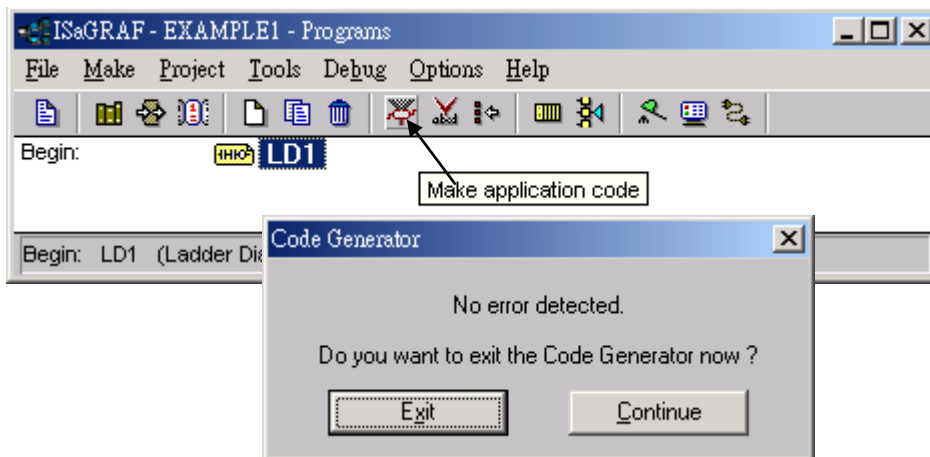 ISaGRAF - EXAMPLE1 - Programs
File Make Project Tools Debug Options Help
Begin: LD1
Make application code
Begin: LD1 (Ladder Dia
Code Generator
No error detected.
Do you want to exit the Code Generator now ?
Exit Continue